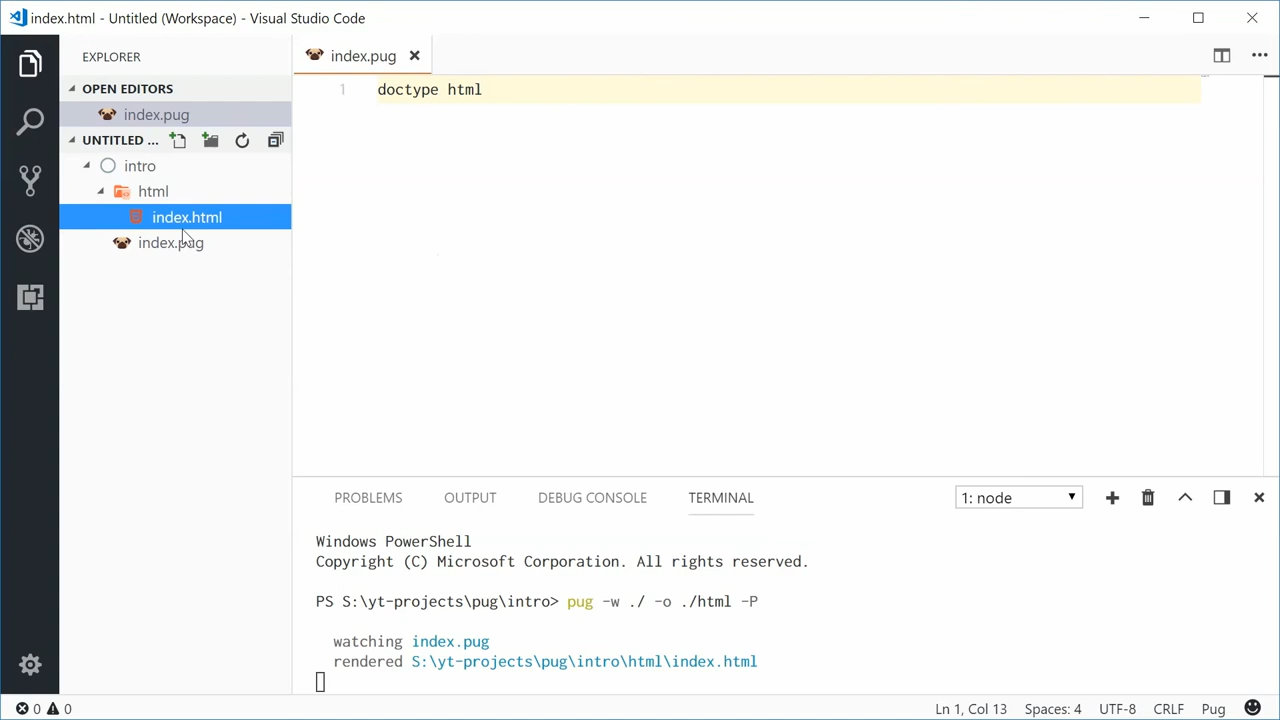 index.html - Untitled (Workspace) - Visual Studio Code
EXPLORER
OPEN EDITORS
index.pug
UNTITLED ...
intro
html
index.html
index.pug
index.pug
1 doctype html
PROBLEMS OUTPUT DEBUG CONSOLE TERMINAL 1: node
Windows PowerShell
Copyright (C) Microsoft Corporation. All rights reserved.
PS S:\yt-projects\pug\intro> pug -w ./ -o ./html -P
watching index.pug
rendered S:\yt-projects\pug\intro\html\index.html
0 0 Ln 1, Col 13 Spaces: 4 UTF-8 CRLF Pug